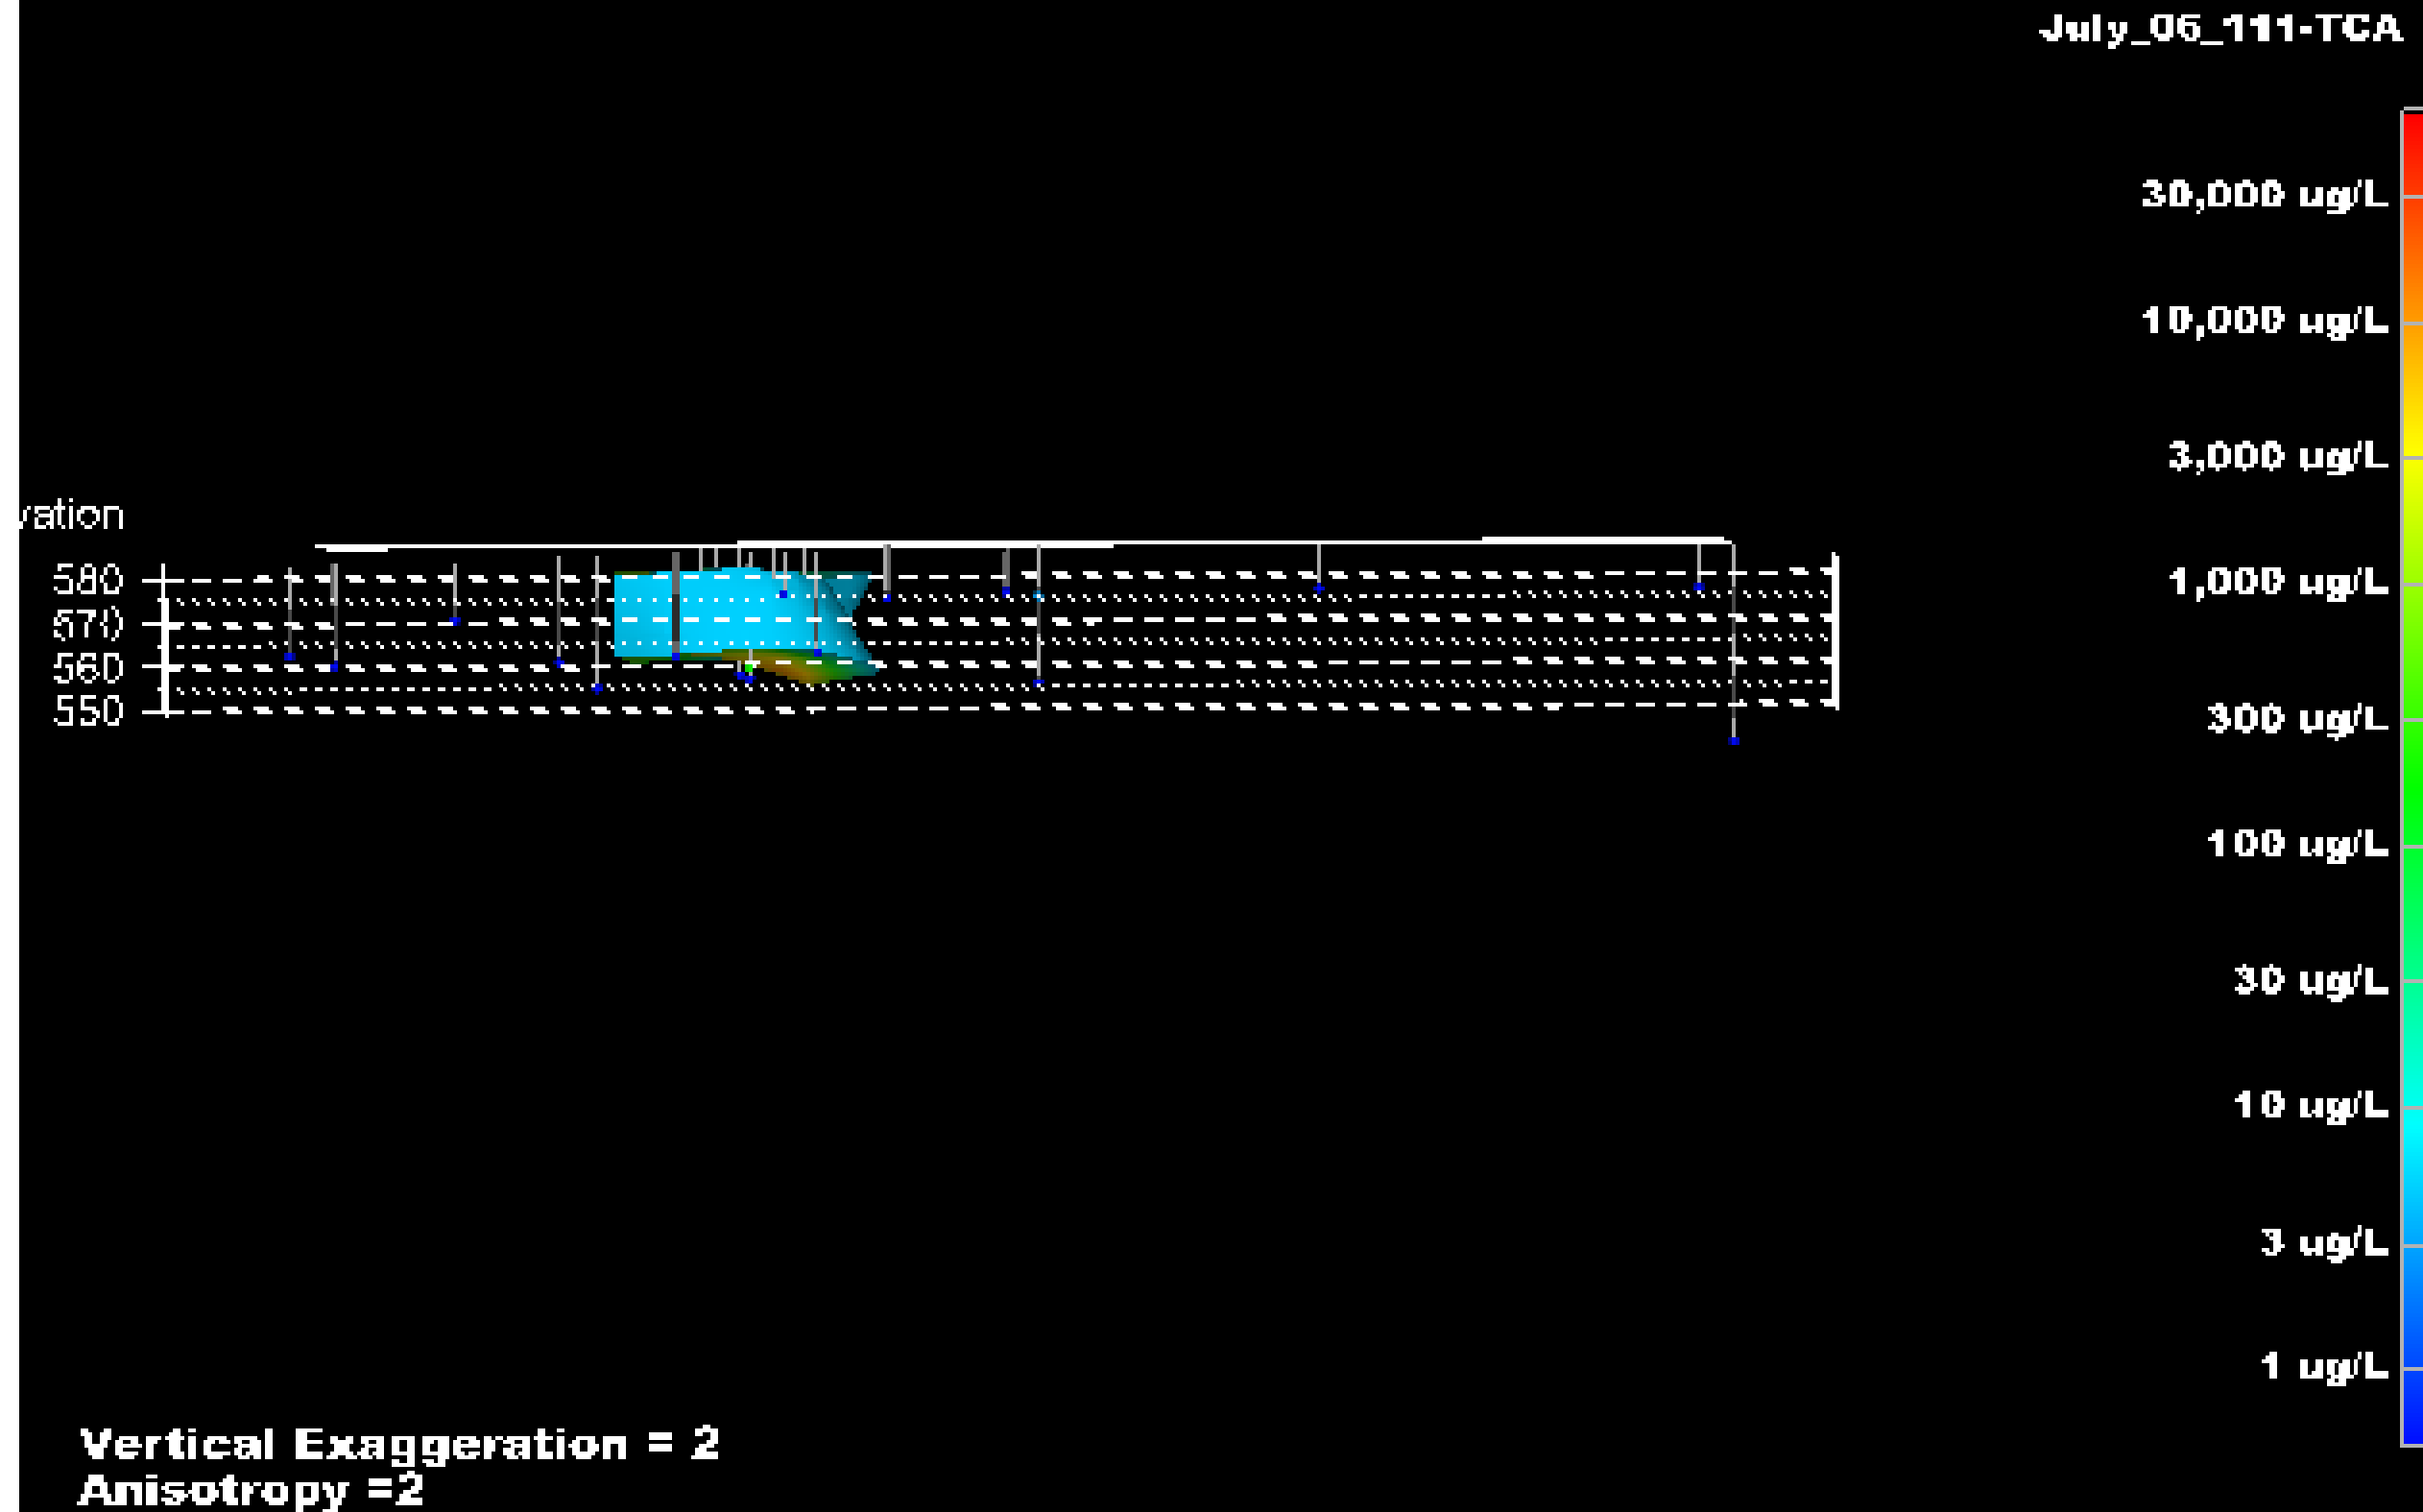 July_06_111-TCA
30,000 ug/L
10,000 ug/L
3,000 ug/L
1,000 ug/L
300 ug/L
100 ug/L
30 ug/L
10 ug/L
3 ug/L
1 ug/L
vation
580
570
560
550
Vertical Exaggeration = 2
Anisotropy =2